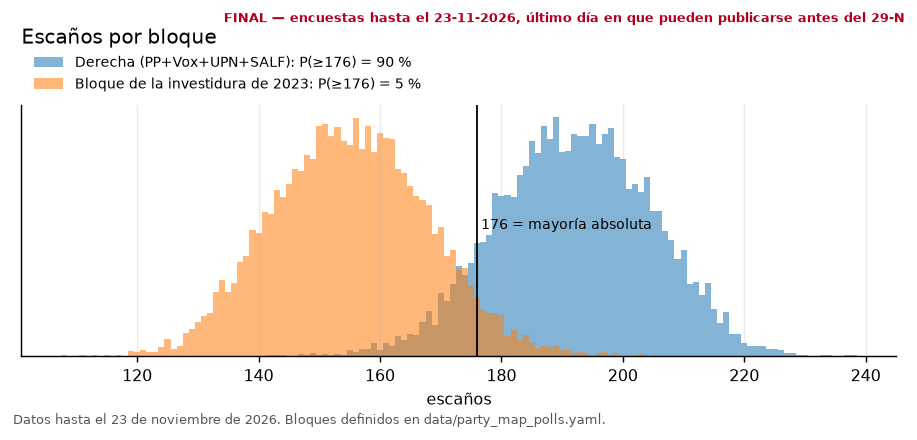 FINAL — encuestas hasta el 23-11-2026, último día en que pueden publicarse antes del 29-N
Escaños por bloque
Derecha (PP+Vox+UPN+SALF): P(≥176) = 90 %
Bloque de la investidura de 2023: P(≥176) = 5 %
176 = mayoría absoluta
120 140 160 180 200 220 240
escaños
Datos hasta el 23 de noviembre de 2026. Bloques definidos en data/party_map_polls.yaml.